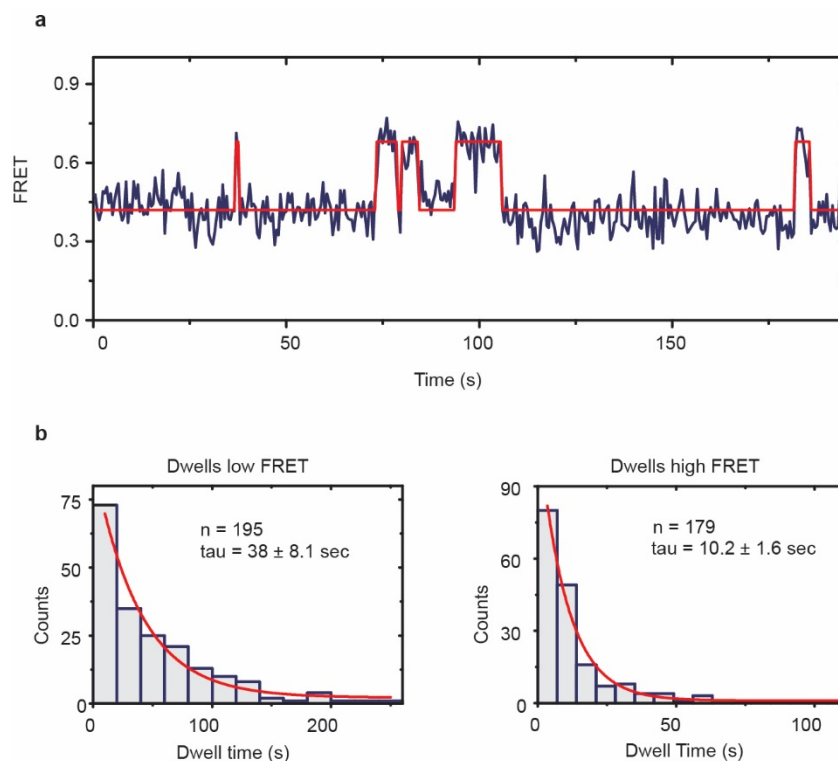 a
0.9
0.6
0.3
0.0
FRET
0 50 100 150
Time (s)
b
Dwells low FRET
75
50
25
0
Counts
n = 195
tau = 38 ± 8.1 sec
0 100 200
Dwell time (s)
Dwells high FRET
90
60
30
0
Counts
n = 179
tau = 10.2 ± 1.6 sec
0 50 100
Dwell Time (s)